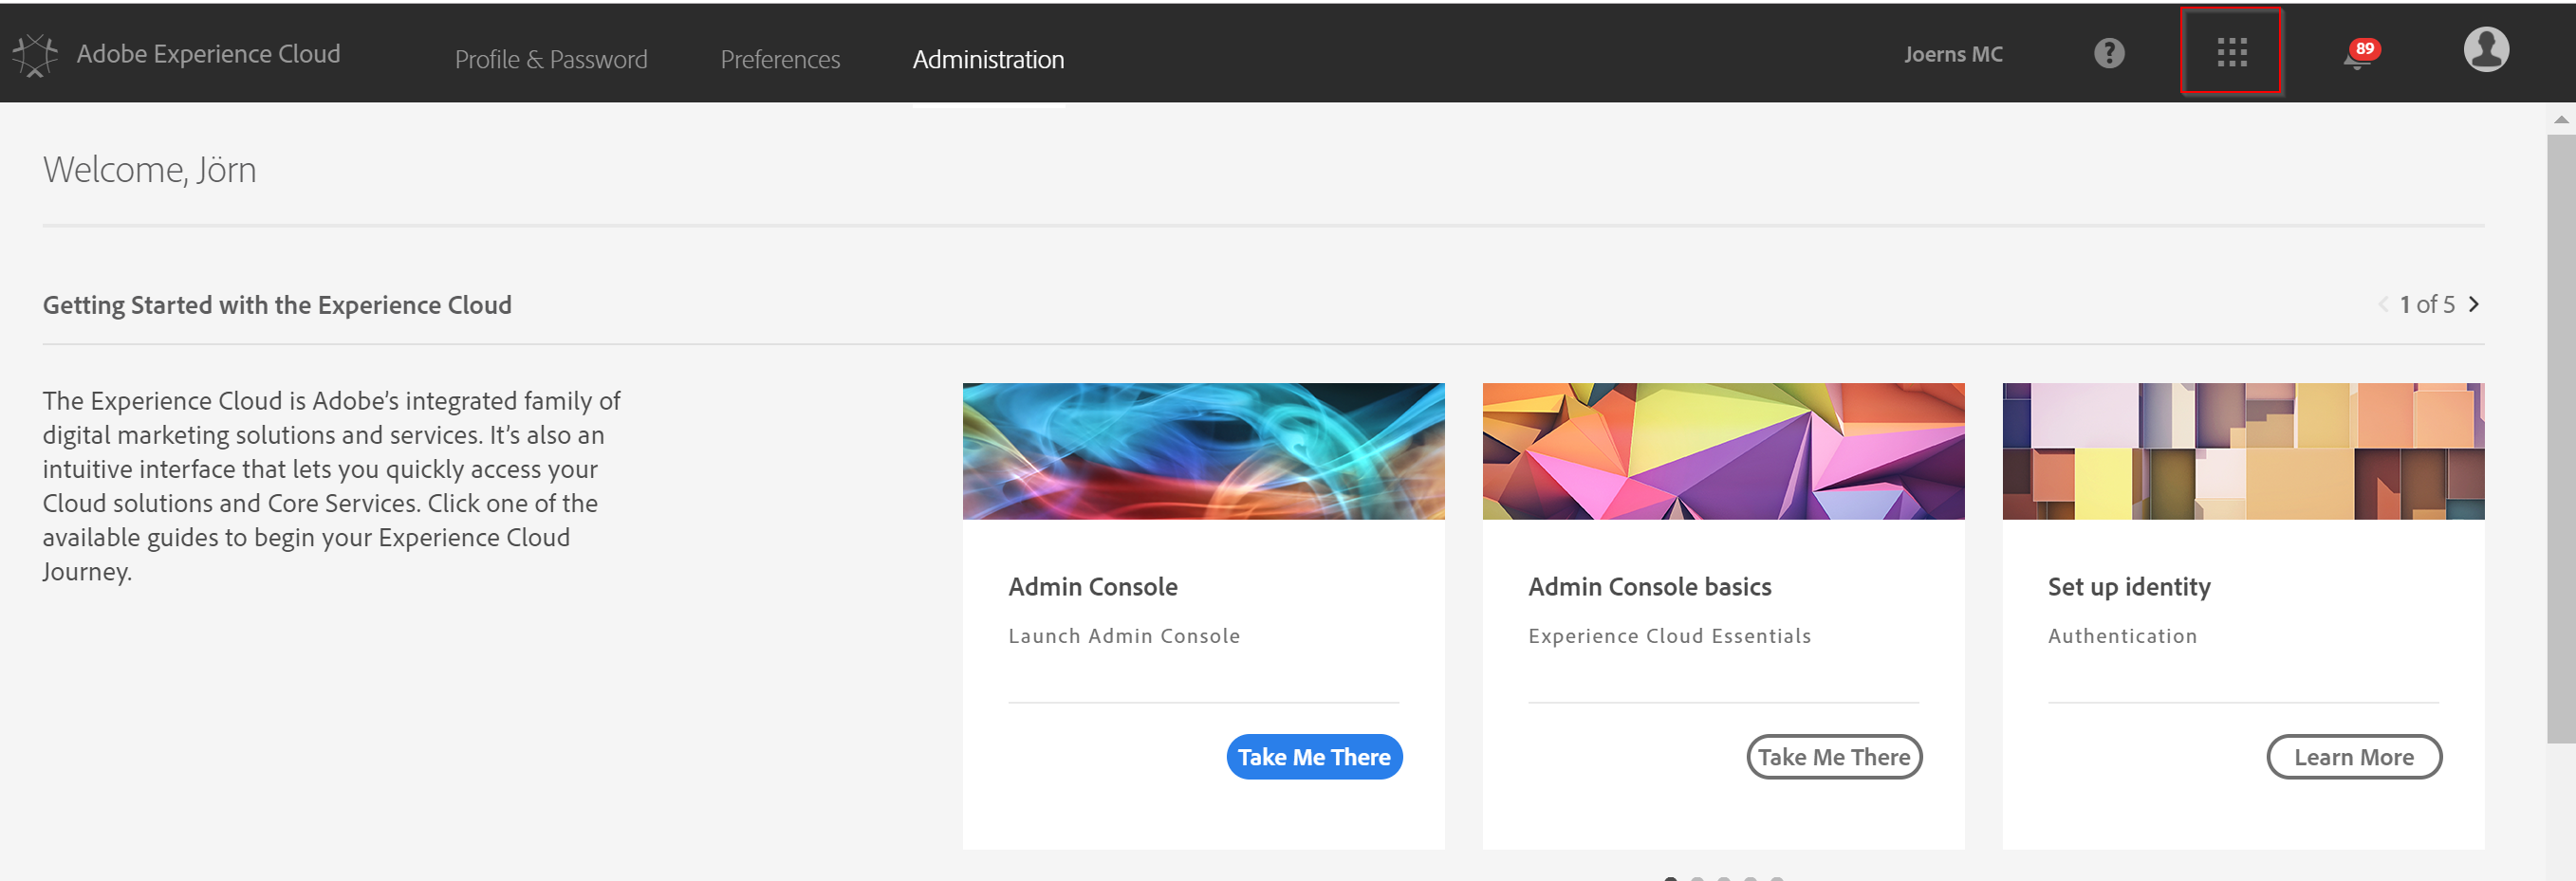 Adobe Experience Cloud
Profile & Password
Preferences
Administration
Joerns MC
?
89
Welcome, Jörn
Getting Started with the Experience Cloud
1 of 5
The Experience Cloud is Adobe’s integrated family of
digital marketing solutions and services. It’s also an
intuitive interface that lets you quickly access your
Cloud solutions and Core Services. Click one of the
available guides to begin your Experience Cloud
Journey.
Admin Console
Launch Admin Console
Take Me There
Admin Console basics
Experience Cloud Essentials
Take Me There
Set up identity
Authentication
Learn More